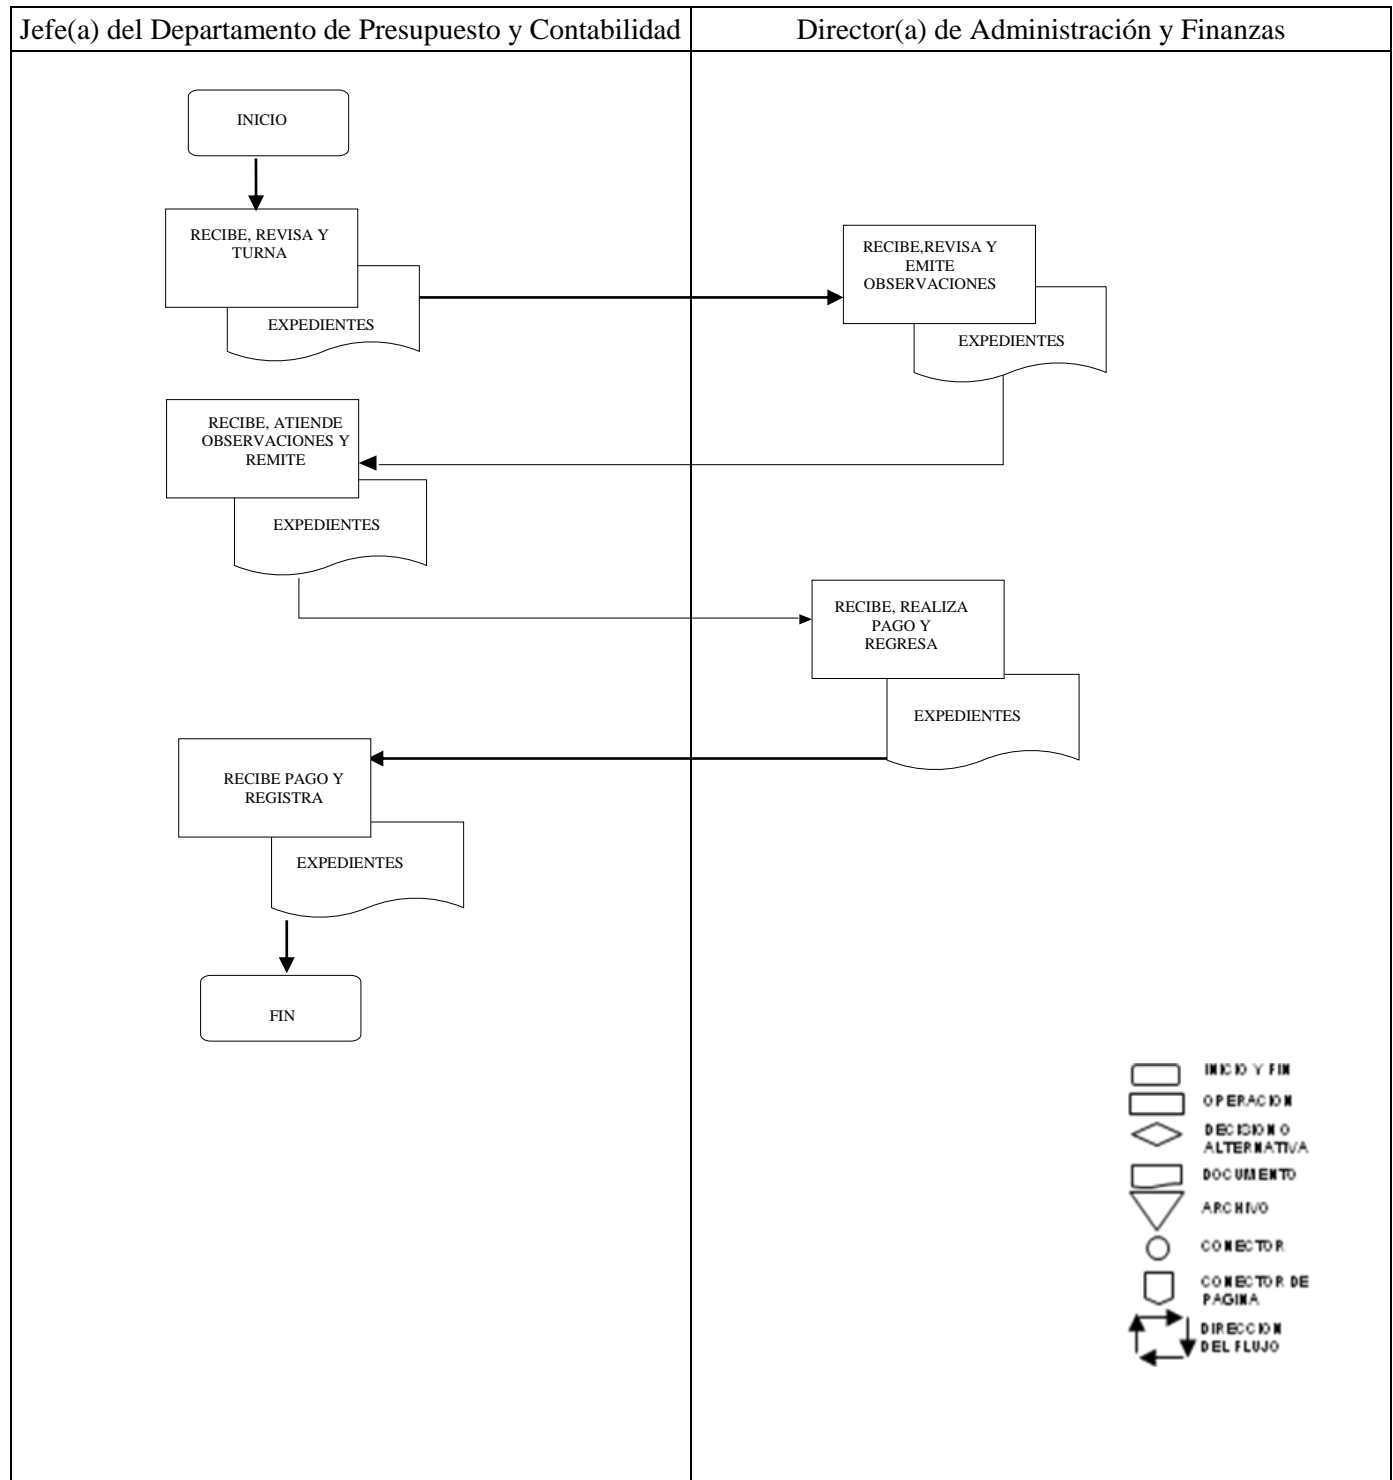 Jefe(a) del Departamento de Presupuesto y Contabilidad
Director(a) de Administración y Finanzas
INICIO
RECIBE, REVISA Y
TURNA
EXPEDIENTES
RECIBE,REVISA Y
EMITE
OBSERVACIONES
EXPEDIENTES
RECIBE, ATIENDE
OBSERVACIONES Y
REMITE
EXPEDIENTES
RECIBE, REALIZA
PAGO Y
REGRESA
EXPEDIENTES
RECIBE PAGO Y
REGISTRA
EXPEDIENTES
FIN
INICIO Y FIN
OPERACION
DECISION O
ALTERNATIVA
DOCUMENTO
ARCHIVO
CONECTOR
CONECTOR DE
PAGINA
DIRECCION
DEL FLUJO